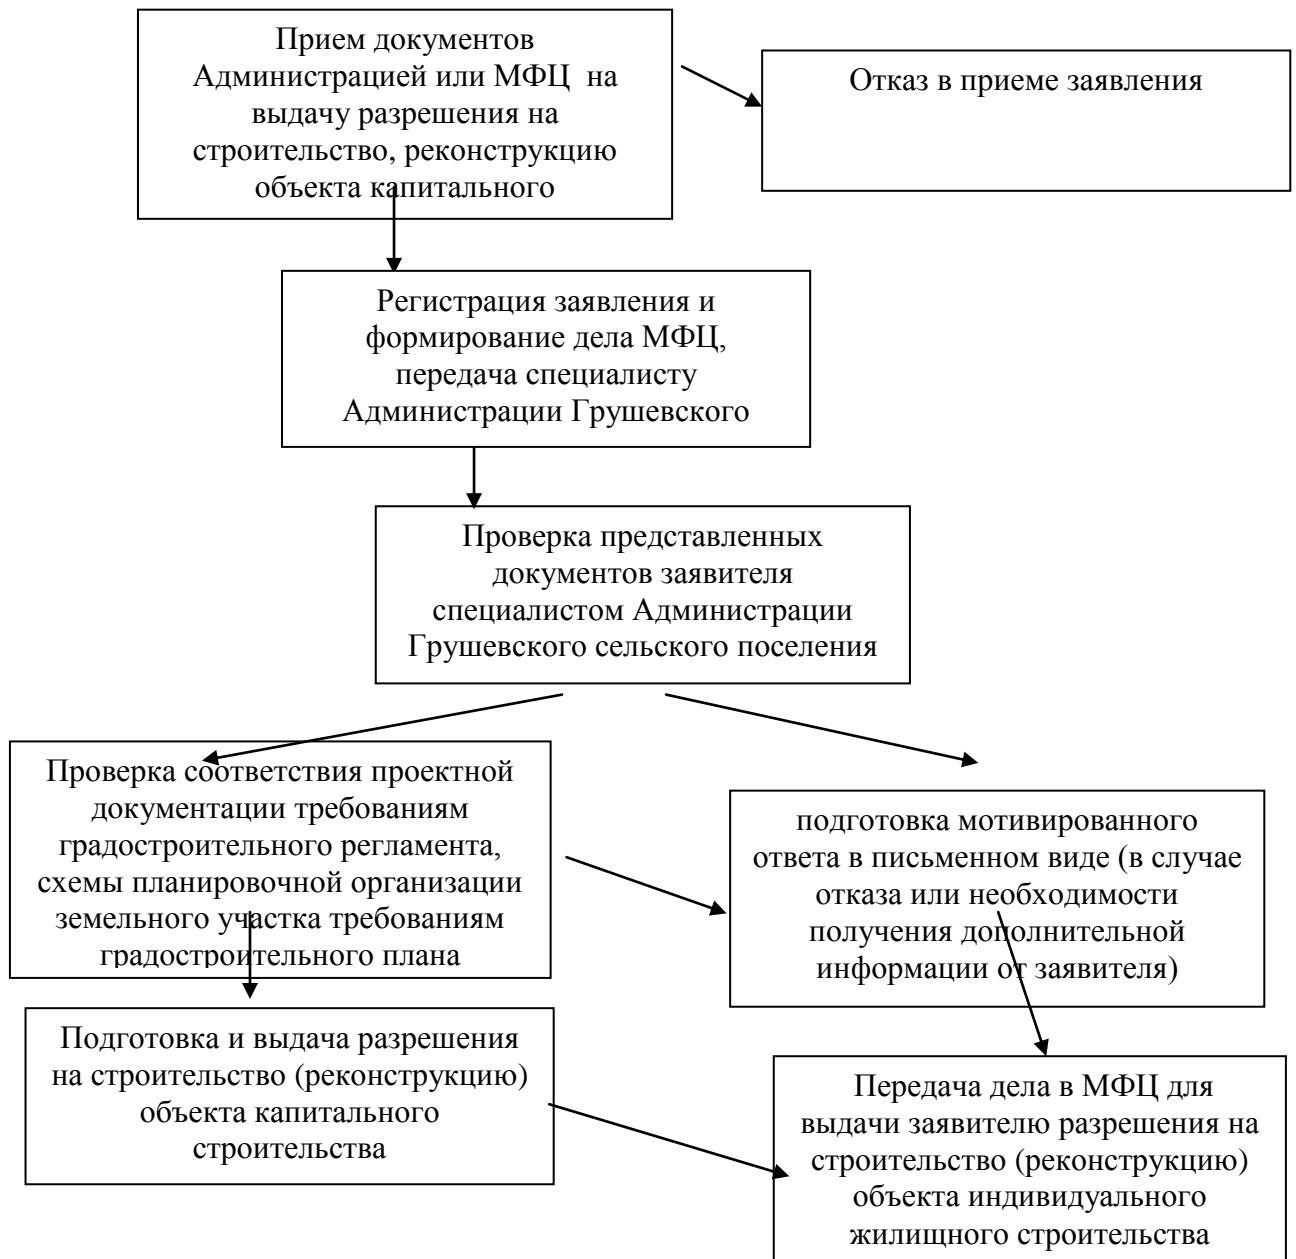 Прием документов
Администрацией или МФЦ на
выдачу разрешения на
строительство, реконструкцию
объекта капитального
Отказ в приеме заявления
Регистрация заявления и
формирование дела МФЦ,
передача специалисту
Администрации Грушевского
Проверка представленных
документов заявителя
специалистом Администрации
Грушевского сельского поселения
Проверка соответствия проектной
документации требованиям
градостроительного регламента,
схемы планировочной организации
земельного участка требованиям
градостроительного плана
подготовка мотивированного
ответа в письменном виде (в случае
отказа или необходимости
получения дополнительной
информации от заявителя)
Подготовка и выдача разрешения
на строительство (реконструкцию)
объекта капитального
строительства
Передача дела в МФЦ для
выдачи заявителю разрешения на
строительство (реконструкцию)
объекта индивидуального
жилищного строительства